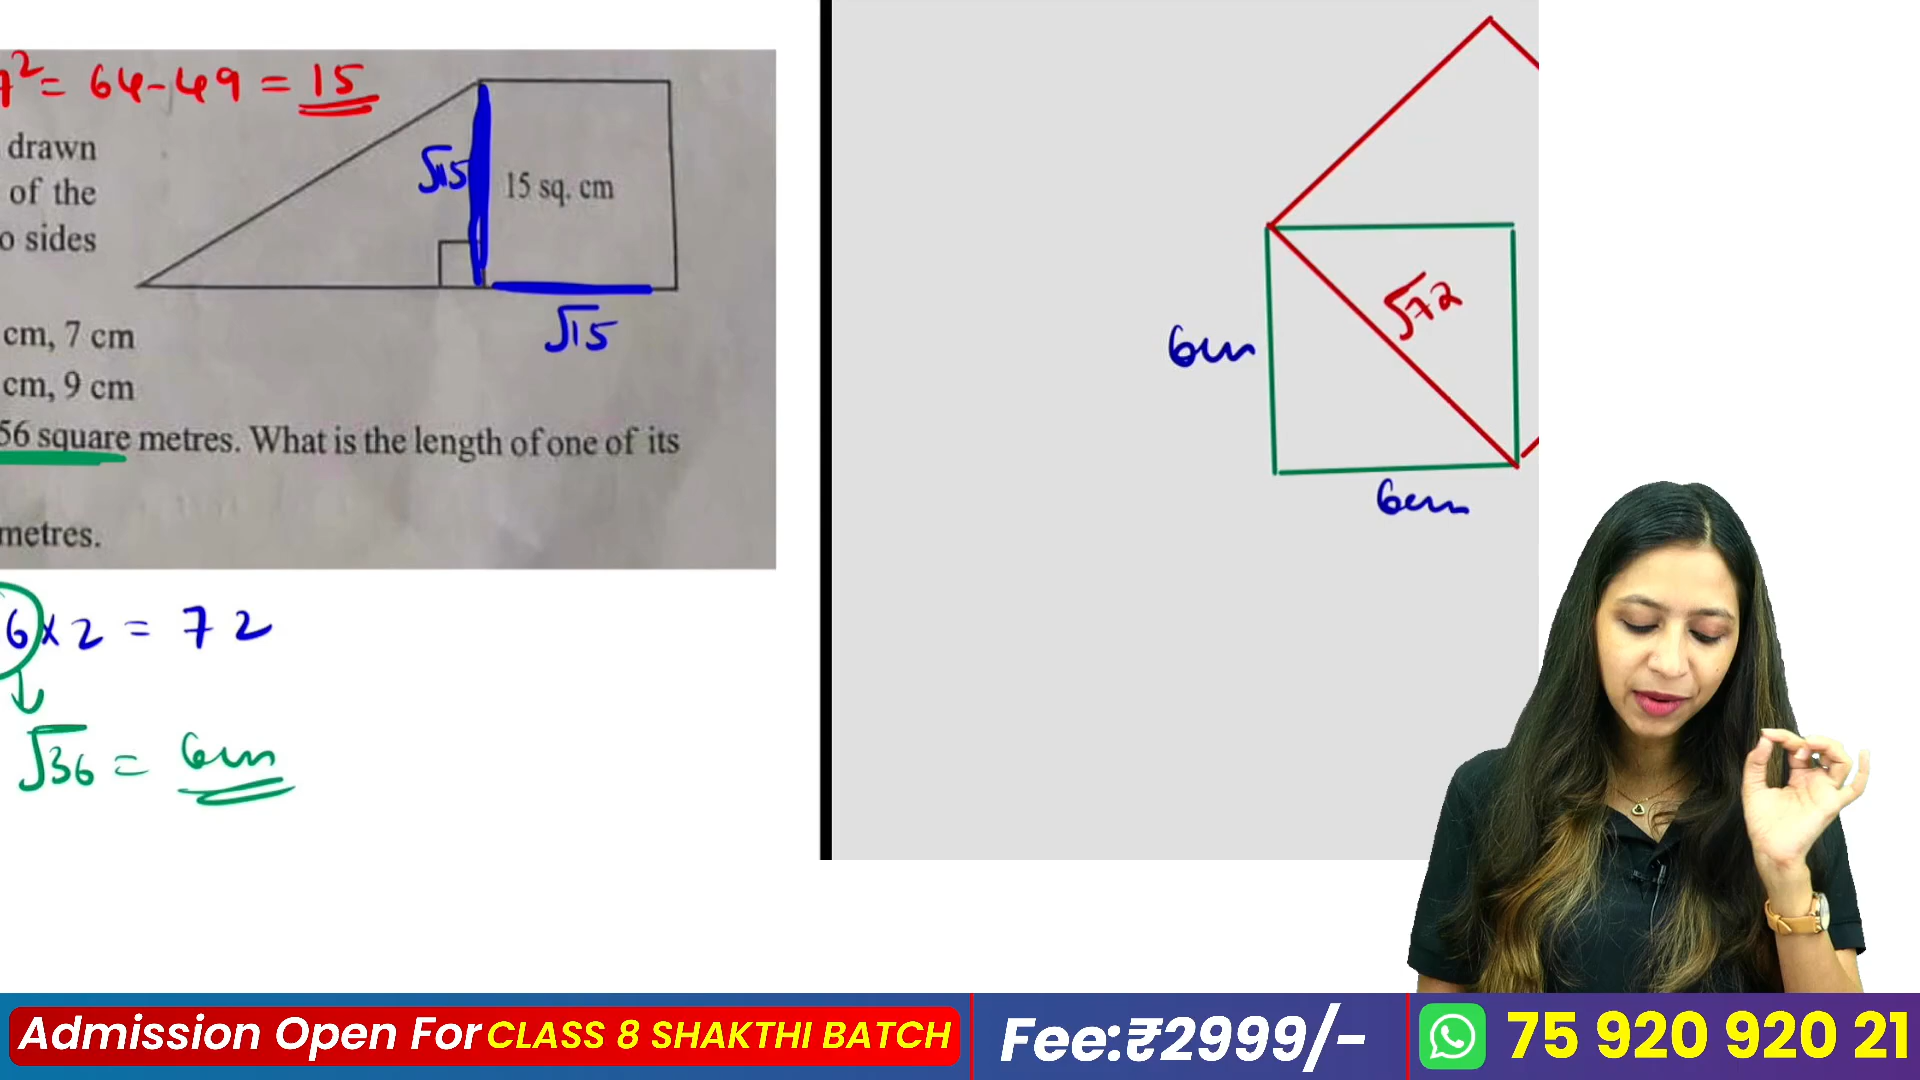 7² = 64-49 = 15
drawn
of the
o sides
√15
15 sq. cm
√15
cm, 7 cm
cm, 9 cm
56 square metres. What is the length of one of its
metres.
6 × 2 = 72
√36 = 6cm
√72
6cm
6cm
Admission Open For CLASS 8 SHAKTHI BATCH
Fee:₹2999/-
75 920 920 21